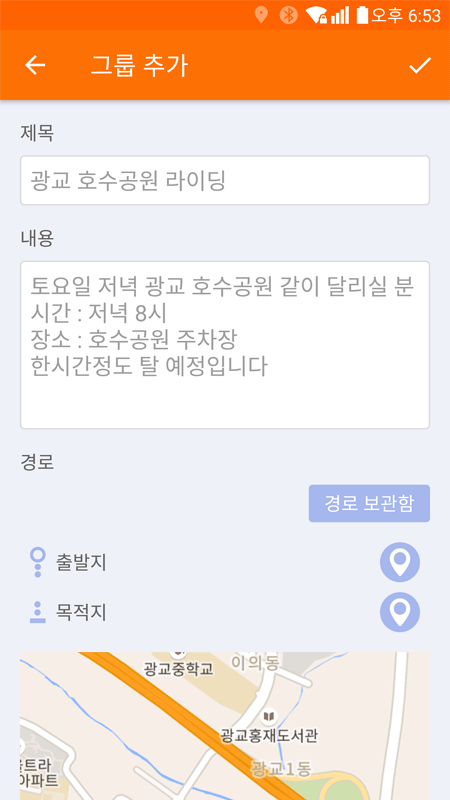 오후 6:53
그룹 추가
제목
광교 호수공원 라이딩
내용
토요일 저녁 광교 호수공원 같이 달리실 분
시간 : 저녁 8시
장소 : 호수공원 주차장
한시간정도 탈 예정입니다
경로
경로 보관함
출발지
목적지
광교중학교
이의동
광교홍재도서관
광교1동
울트라
아파트